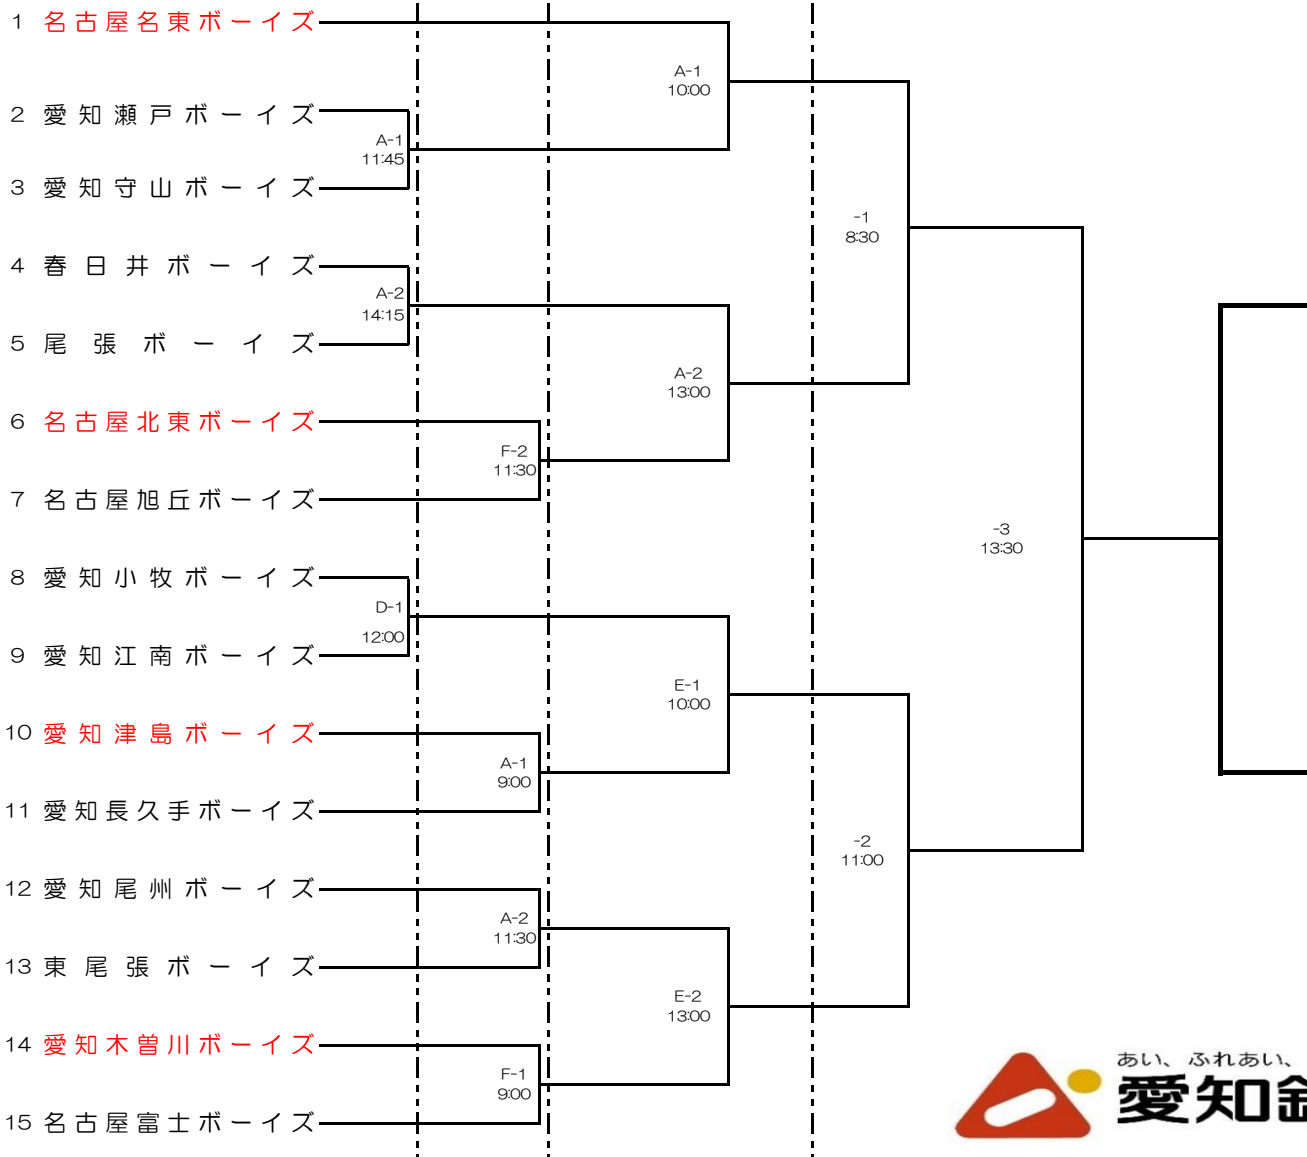 1 名古屋名東ボーイズ
A-1
10:00
2 愛知瀬戸ボーイズ
A-1
11:45
3 愛知守山ボーイズ
-1
8:30
4 春日井ボーイズ
A-2
14:15
5 尾張ボーイズ
A-2
13:00
6 名古屋北東ボーイズ
F-2
11:30
7 名古屋旭丘ボーイズ
-3
13:30
8 愛知小牧ボーイズ
D-1
12:00
9 愛知江南ボーイズ
E-1
10:00
10 愛知津島ボーイズ
A-1
9:00
11 愛知長久手ボーイズ
-2
11:00
12 愛知尾州ボーイズ
A-2
11:30
13 東尾張ボーイズ
E-2
13:00
14 愛知木曽川ボーイズ
F-1
9:00
15 名古屋富士ボーイズ
あい、ふれあい、
愛知